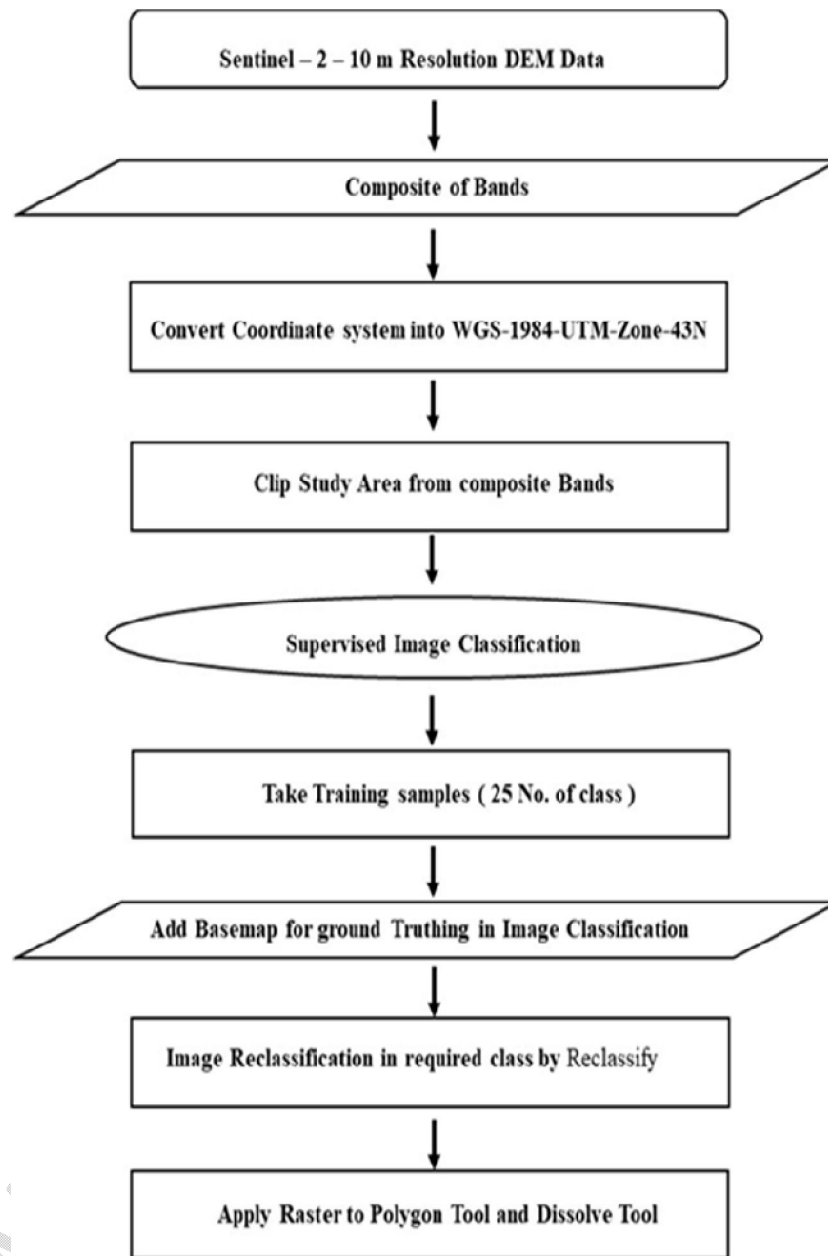 Sentinel – 2 – 10 m Resolution DEM Data
Composite of Bands
Convert Coordinate system into WGS-1984-UTM-Zone-43N
Clip Study Area from composite Bands
Supervised Image Classification
Take Training samples ( 25 No. of class )
Add Basemap for ground Truthing in Image Classification
Image Reclassification in required class by Reclassify
Apply Raster to Polygon Tool and Dissolve Tool